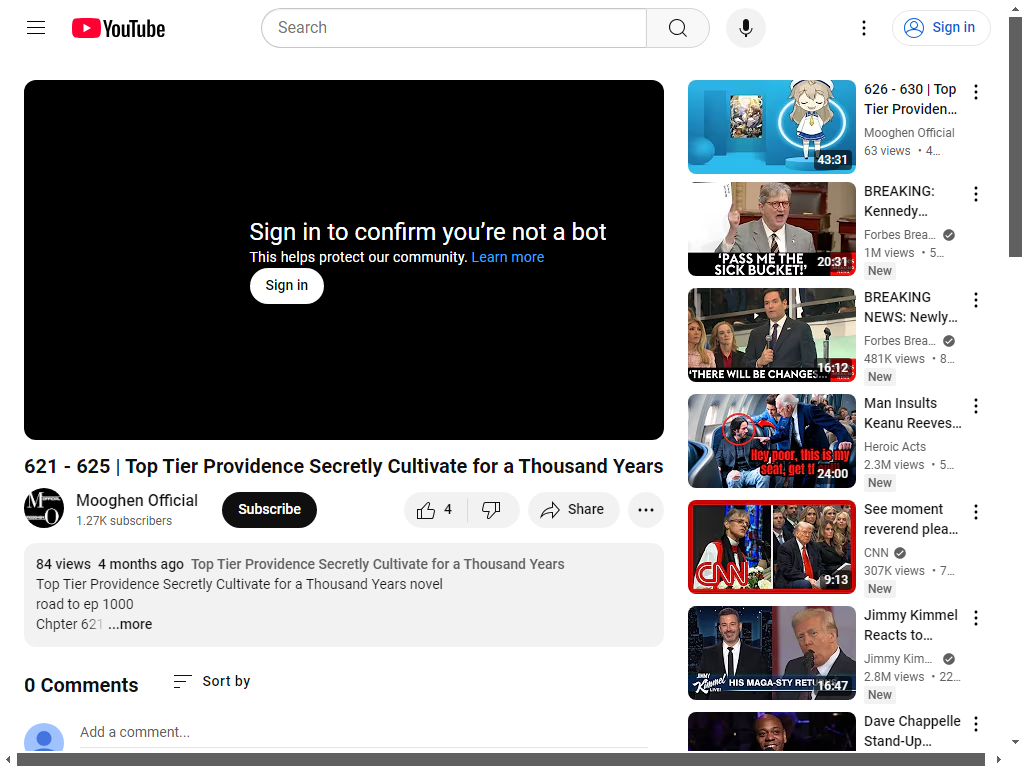 YouTube
Search
Sign in
Sign in to confirm you’re not a bot
This helps protect our community. Learn more
Sign in
621 - 625 | Top Tier Providence Secretly Cultivate for a Thousand Years
Mooghen Official
1.27K subscribers
Subscribe
4
Share
84 views 4 months ago Top Tier Providence Secretly Cultivate for a Thousand Years
Top Tier Providence Secretly Cultivate for a Thousand Years novel
road to ep 1000
Chpter 621 ...more
0 Comments
Sort by
Add a comment...
43:31
626 - 630 | Top
Tier Providen...
Mooghen Official
63 views • 4...
'PASS ME THE
SICK BUCKET!'
20:31
BREAKING:
Kennedy...
Forbes Brea...
1M views • 5...
New
'THERE WILL BE CHANGES...
16:12
BREAKING
NEWS: Newly...
Forbes Brea...
481K views • 8...
New
Hey poor, this is my
seat, get
24:00
Man Insults
Keanu Reeves...
Heroic Acts
2.3M views • 5...
New
CNN
9:13
See moment
reverend plea...
CNN
307K views • 7...
New
JIMMY
Kimmel
LIVE!
HIS MAGA-STY
16:47
Jimmy Kimmel
Reacts to...
Jimmy Kim...
2.8M views • 22...
New
Dave Chappelle
Stand-Up...